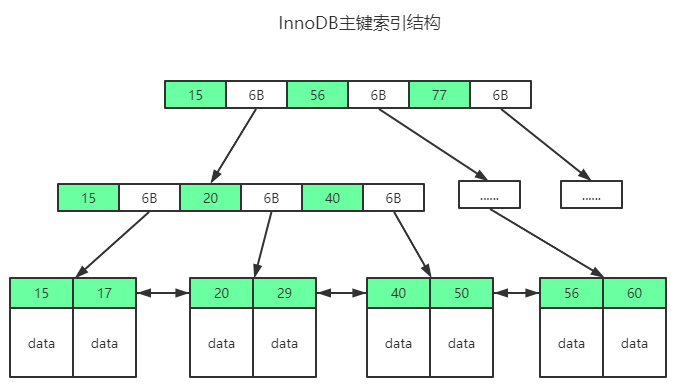 InnoDB主键索引结构
15 6B 56 6B 77 6B
15 6B 20 6B 40 6B
......
......
15 17
20 29
40 50
56 60
data data
data data
data data
data data